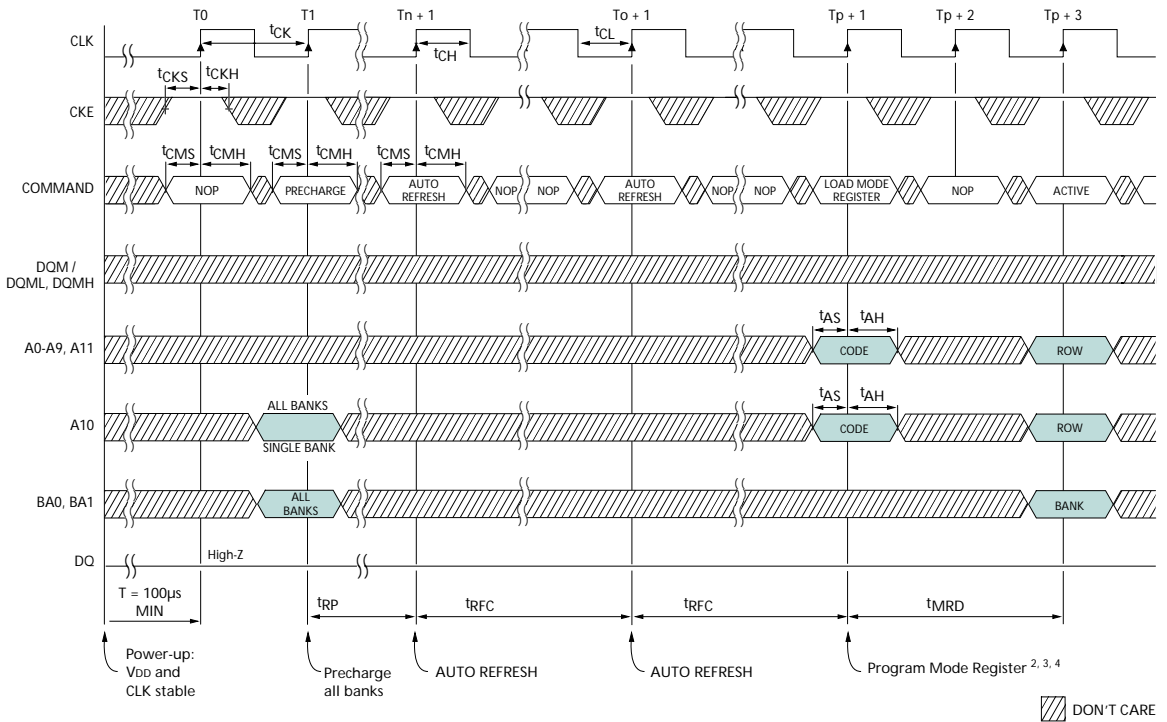 T0 T1 Tn + 1 To + 1 Tp + 1 Tp + 2 Tp + 3
CLK
tCK
tCH
tCL
tCKS tCKH
CKE
tCMS tCMH tCMS tCMH tCMS tCMH
COMMAND
NOP PRECHARGE AUTO REFRESH NOP NOP AUTO REFRESH NOP NOP LOAD MODE REGISTER NOP ACTIVE
DQM /
DQML, DQMH
tAS tAH
A0-A9, A11
CODE ROW
ALL BANKS
tAS tAH
A10
CODE ROW
SINGLE BANK
BA0, BA1
ALL BANKS
BANK
DQ
High-Z
T = 100µs
MIN
tRP tRFC tRFC tMRD
Power-up:
VDD and
CLK stable
Precharge
all banks
AUTO REFRESH
AUTO REFRESH
Program Mode Register 2, 3, 4
DON'T CARE